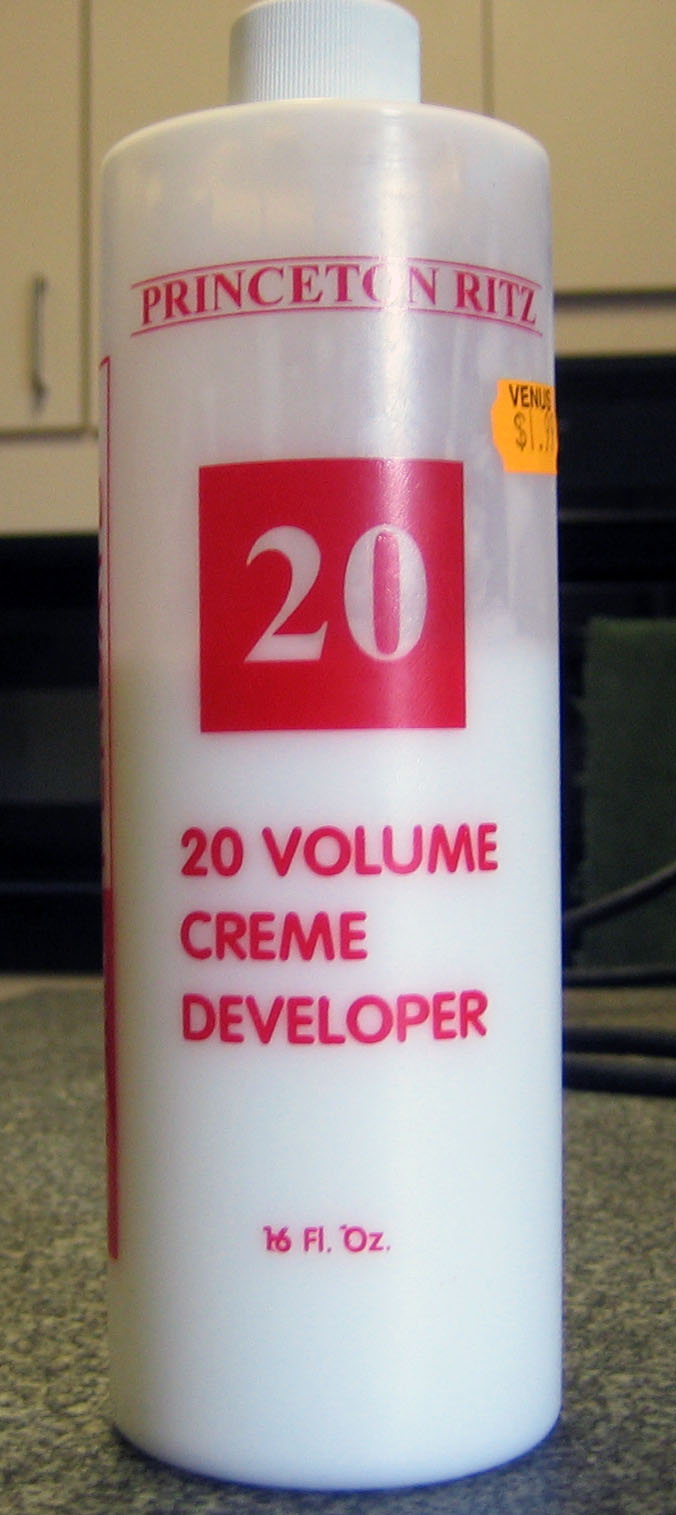 PRINCETON RITZ
VENUS
20
20 VOLUME
CREME
DEVELOPER
16 Fl. Oz.